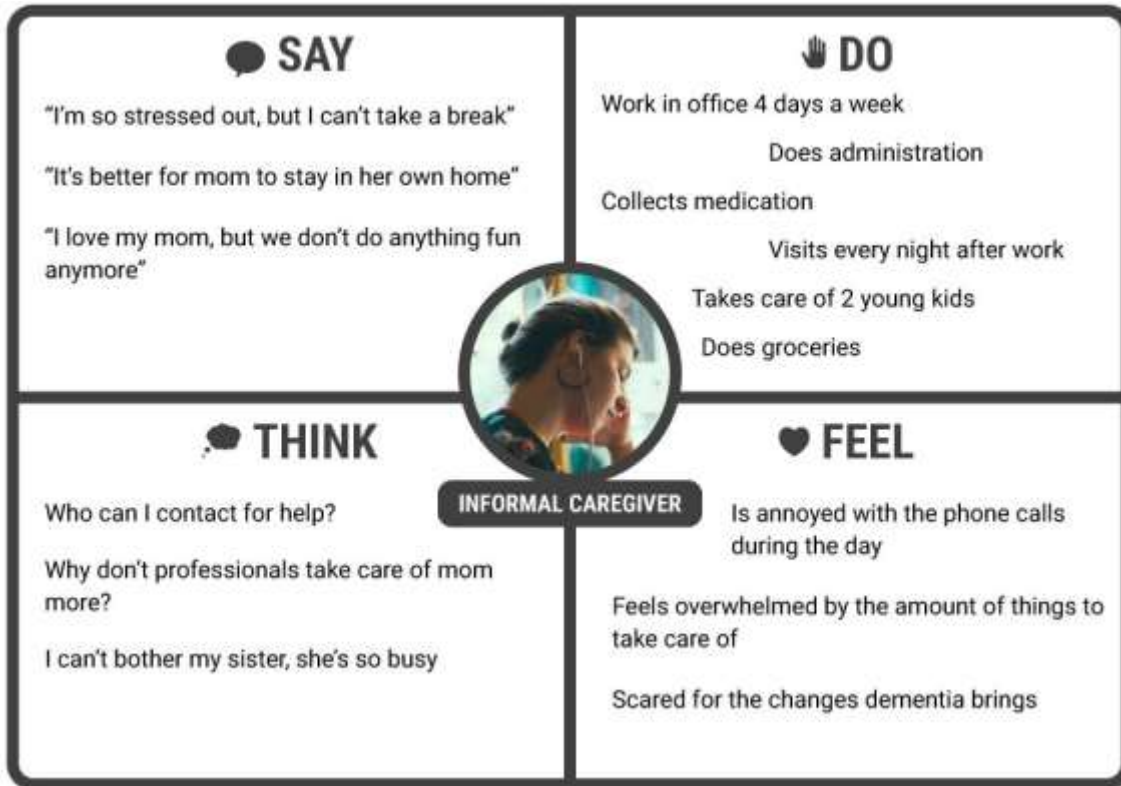 SAY
“I’m so stressed out, but I can’t take a break”
“It’s better for mom to stay in her own home”
“I love my mom, but we don’t do anything fun
anymore”
DO
Work in office 4 days a week
Does administration
Collects medication
Visits every night after work
Takes care of 2 young kids
Does groceries
INFORMAL CAREGIVER
THINK
Who can I contact for help?
Why don’t professionals take care of mom
more?
I can’t bother my sister, she’s so busy
FEEL
Is annoyed with the phone calls
during the day
Feels overwhelmed by the amount of things to
take care of
Scared for the changes dementia brings